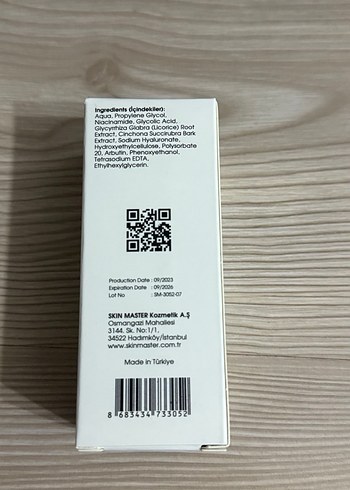 Ingredients (İçindekiler):
Aqua, Propylene Glycol,
Niacinamide, Glycolic Acid,
Glycyrrhiza Glabra (Licorice) Root
Extract, Cinchona Succirubra Bark
Extract, Sodium Hyaluronate,
Hydroxyethylcellulose, Polysorbate
20, Arbutin, Phenoxyethanol,
Tetrasodium EDTA,
Ethylhexylglycerin.
Production Date : 09/2023
Expiration Date : 09/2026
Lot No : SM-3052-07
SKIN MASTER Kozmetik A.Ş
Osmangazi Mahallesi
3144. Sk. No:1/1,
34522 Hadımköy/İstanbul
www.skinmaster.com.tr
Made in Türkiye
8 683434 733052